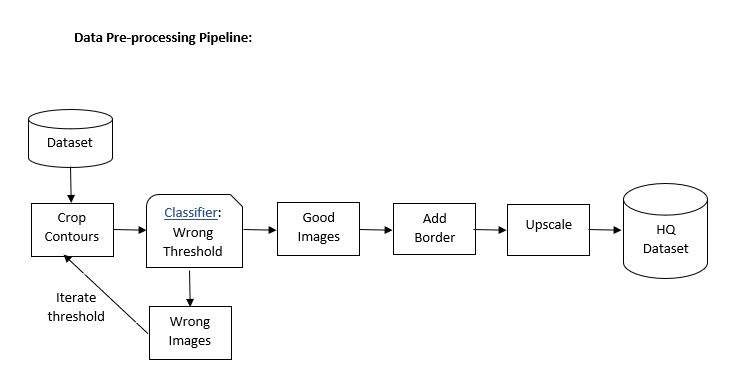 Data Pre-processing Pipeline:
Dataset
Crop
Contours
Classifier:
Wrong
Threshold
Good
Images
Add
Border
Upscale
HQ
Dataset
Iterate
threshold
Wrong
Images